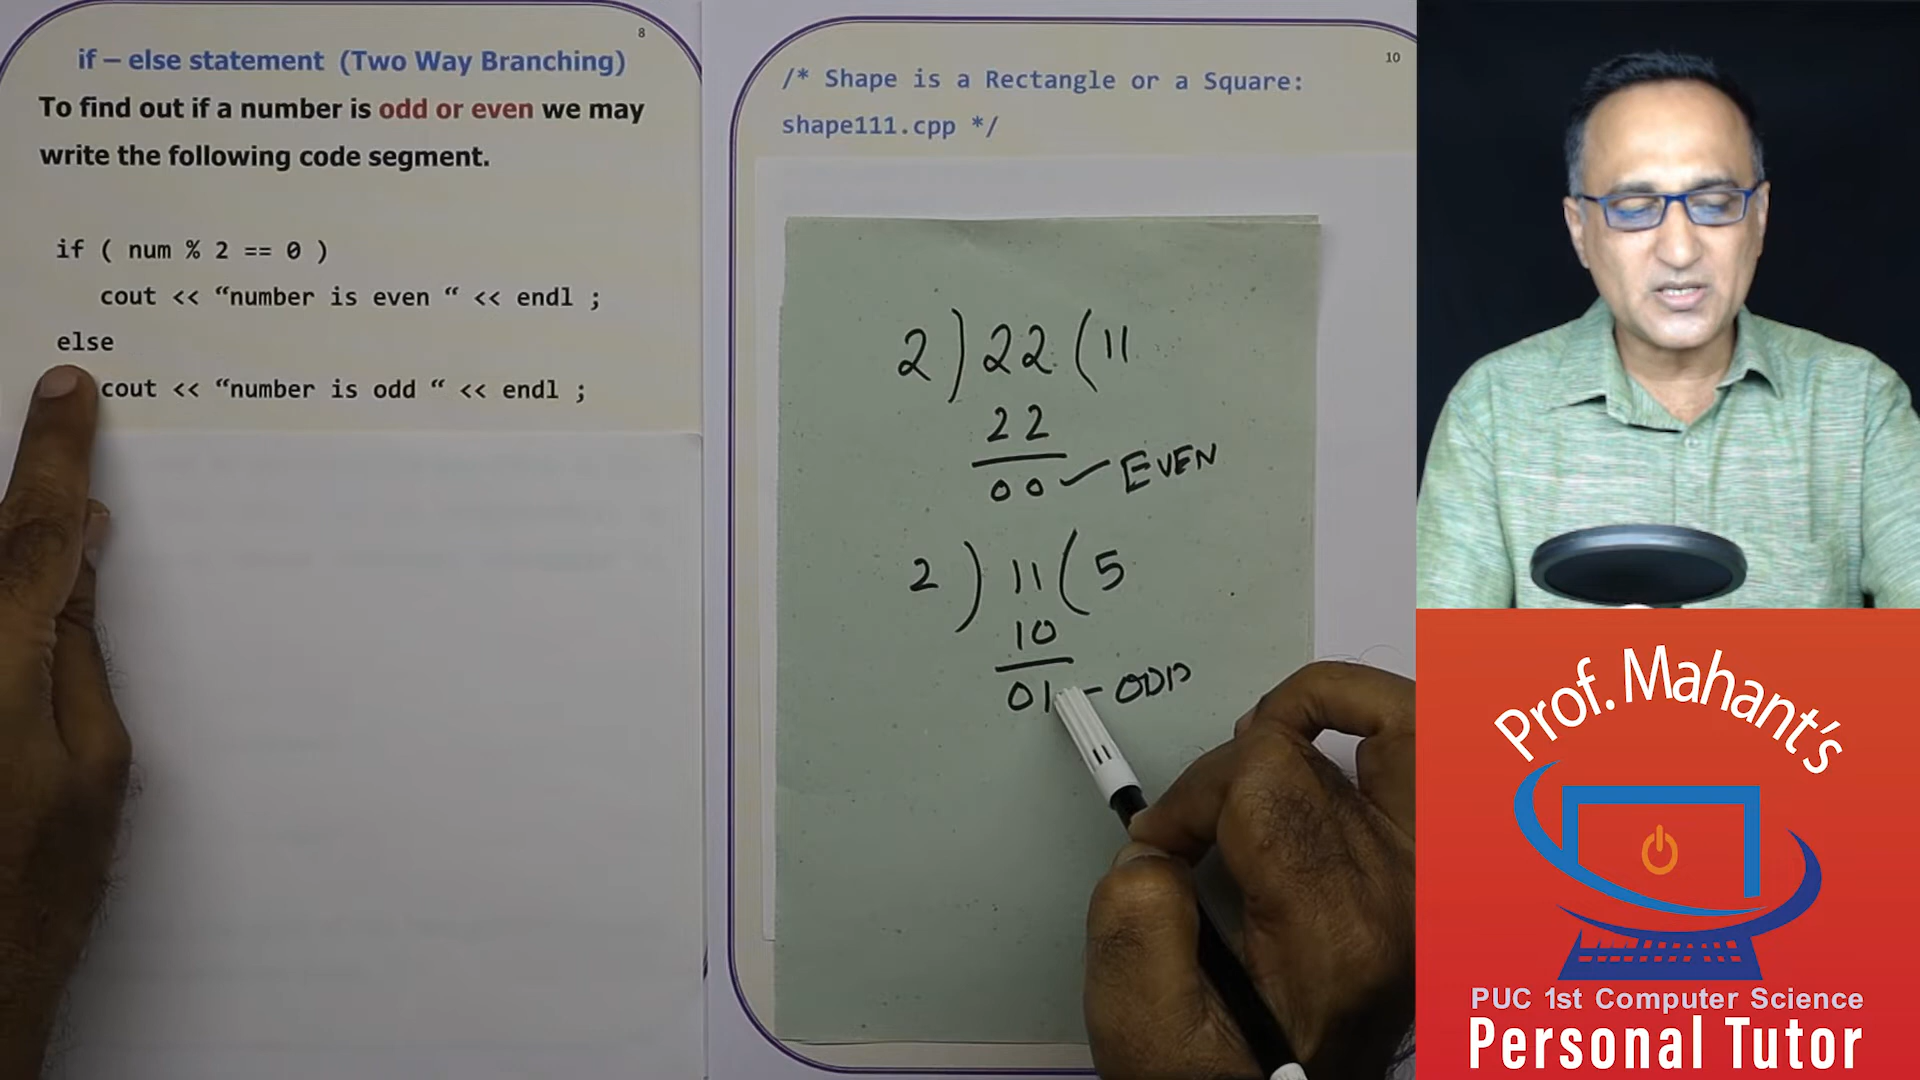 8
if – else statement (Two Way Branching)
To find out if a number is odd or even we may
write the following code segment.
if ( num % 2 == 0 )
cout << “number is even “ << endl ;
else
cout << “number is odd “ << endl ;
10
/* Shape is a Rectangle or a Square:
shape111.cpp */
2 ) 22 ( 11
22
00 – EVEN
2 ) 11 ( 5
10
01 – ODD
Prof. Mahant's
PUC 1st Computer Science
Personal Tutor